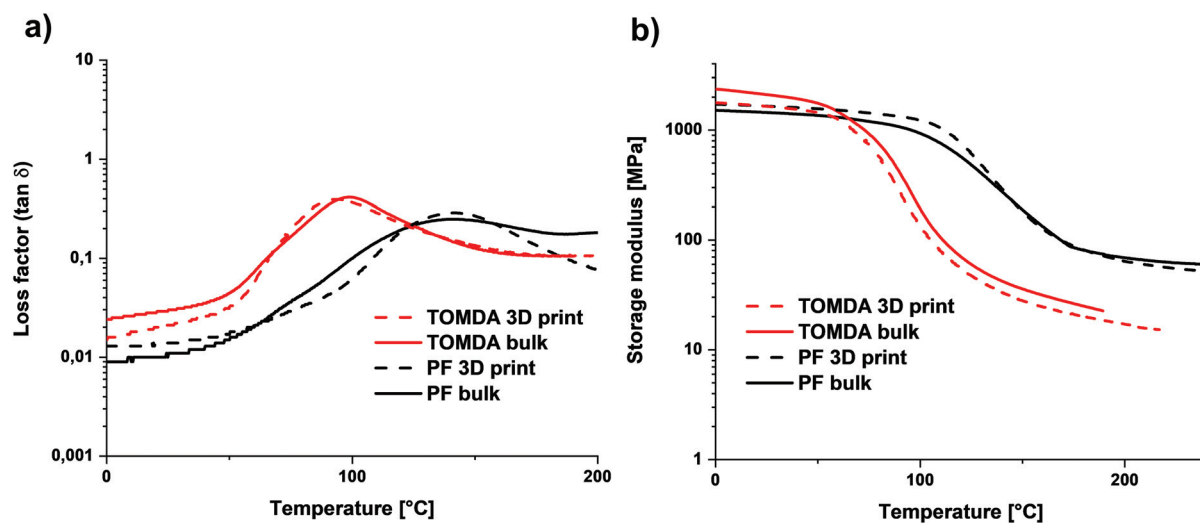 a)
Loss factor (tan δ)
10
1
0,1
0,01
0,001
0
100
200
Temperature [°C]
TOMDA 3D print
TOMDA bulk
PF 3D print
PF bulk
b)
Storage modulus [MPa]
1000
100
10
1
0
100
200
Temperature [°C]
TOMDA 3D print
TOMDA bulk
PF 3D print
PF bulk